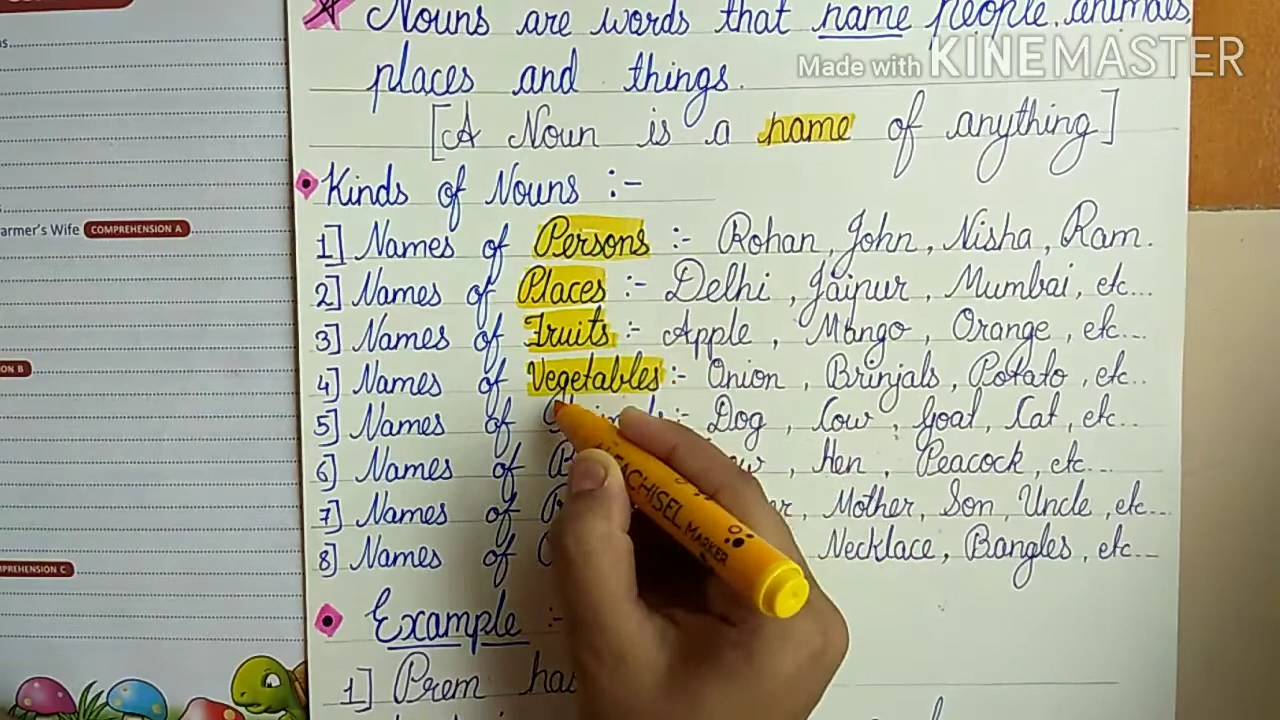 Nouns are words that name people, animals,
Made with KINEMASTER
places and things.
[A Noun is a name of anything]
Kinds of Nouns :-
1] Names of Persons :- Rohan, John, Nisha, Ram.
2] Names of Places :- Delhi, Jaipur, Mumbai, etc...
3] Names of Fruits :- Apple, Mango, Orange, etc...
4] Names of Vegetables :- Onion, Brinjals, Potato, etc..
5] Names of :- Dog, Cow, Goat, Cat, etc...
6] Names of , Hen, Peacock, etc...
7] Names of , Mother, Son, Uncle, etc...
8] Names of Necklace, Bangles, etc...
Example :-
1] Prem has
armer's Wife COMPREHENSION A
ON B
PREHENSION C
MARKER